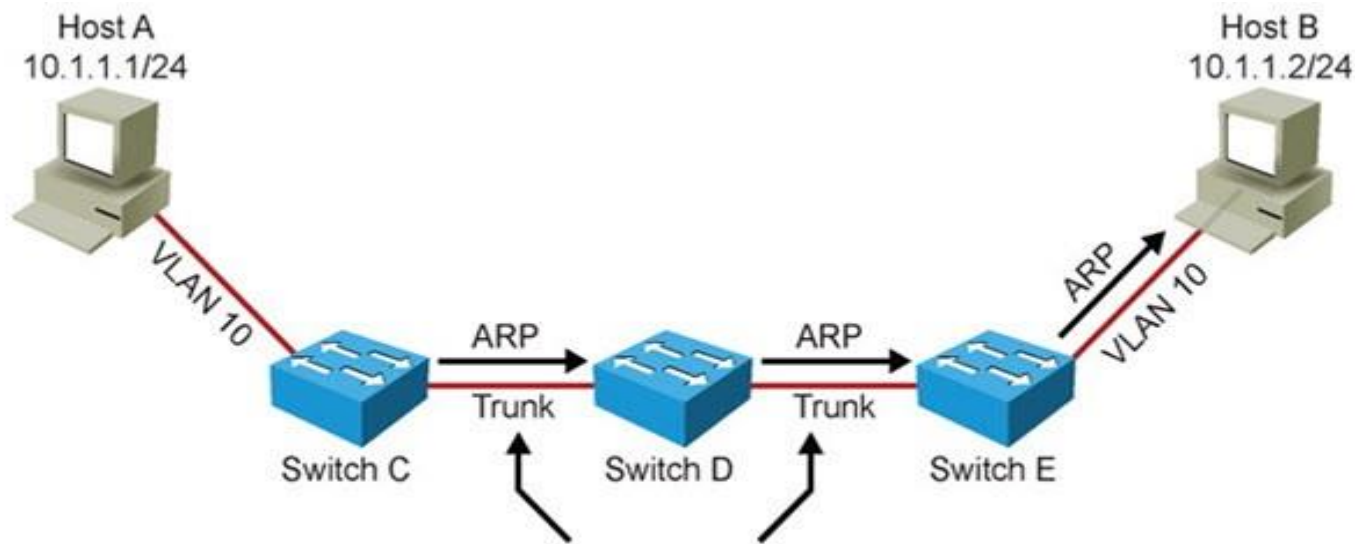 Host A
10.1.1.1/24
Host B
10.1.1.2/24
VLAN 10
ARP
ARP
ARP
VLAN 10
Trunk
Trunk
Switch C
Switch D
Switch E